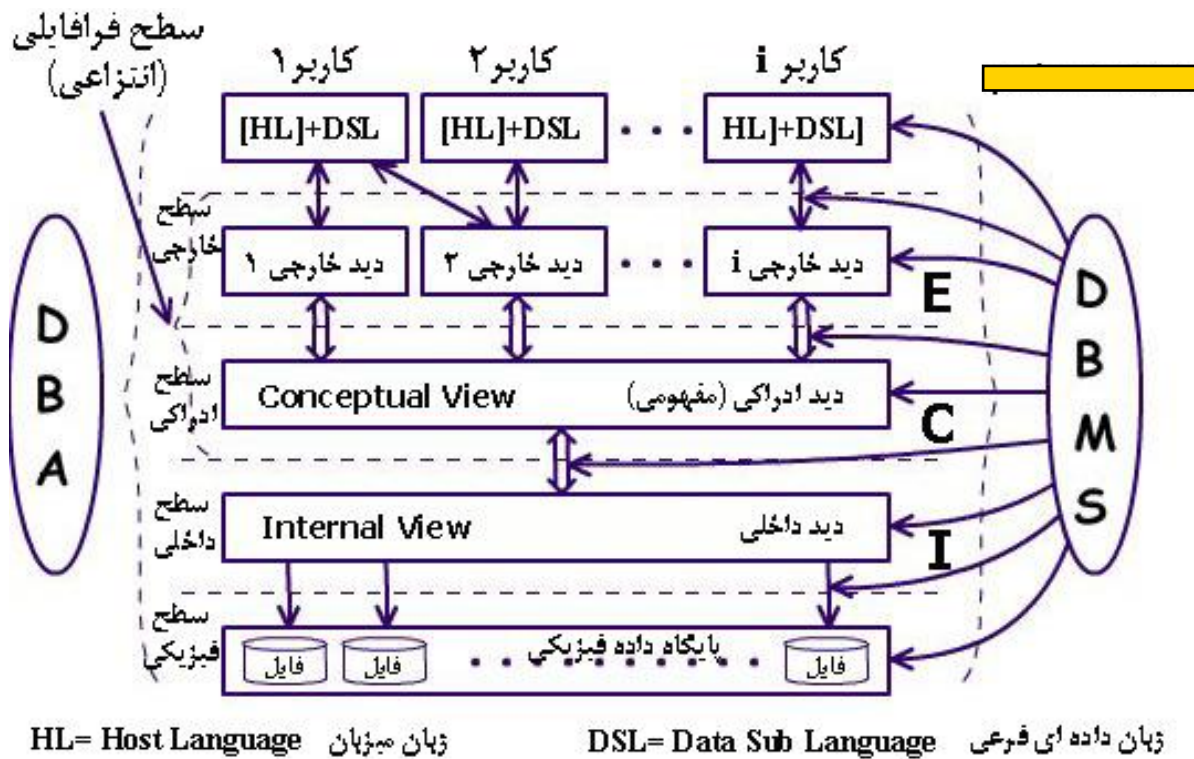 سطح فرافایلی
(انتزاعی)
کاربر ۱
کاربر ۲
کاربر i
[HL]+DSL
[HL]+DSL
HL]+DSL]
سطح
خارجی
دید خارجی ۱
دید خارجی ۲
دید خارجی i
E
سطح
ادراکی
Conceptual View
دید ادراکی (مفهومی)
C
سطح
داخلی
Internal View
دید داخلی
I
سطح
فیزیکی
پایگاه داده فیزیکی
فایل
فایل
فایل
D
B
A
D
B
M
S
HL= Host Language زبان میزبان
DSL= Data Sub Language زبان داده ای فرعی